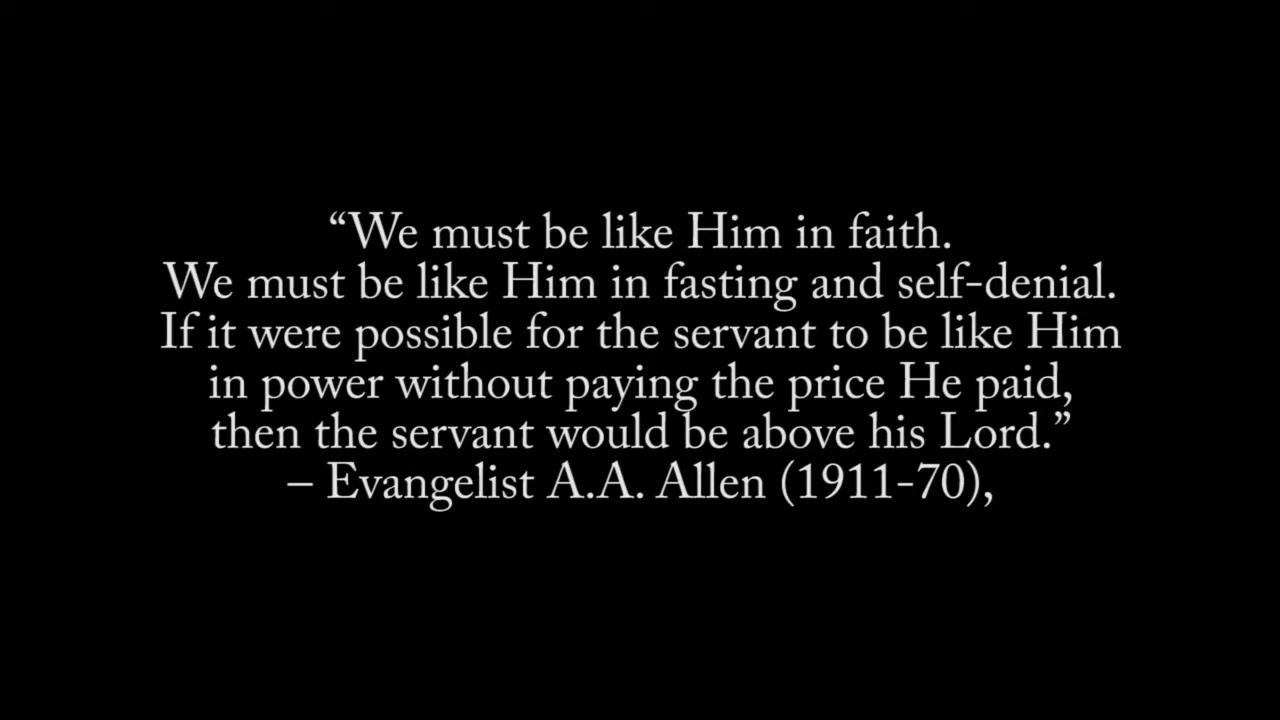 “We must be like Him in faith.
We must be like Him in fasting and self-denial.
If it were possible for the servant to be like Him
in power without paying the price He paid,
then the servant would be above his Lord.”
– Evangelist A.A. Allen (1911-70),